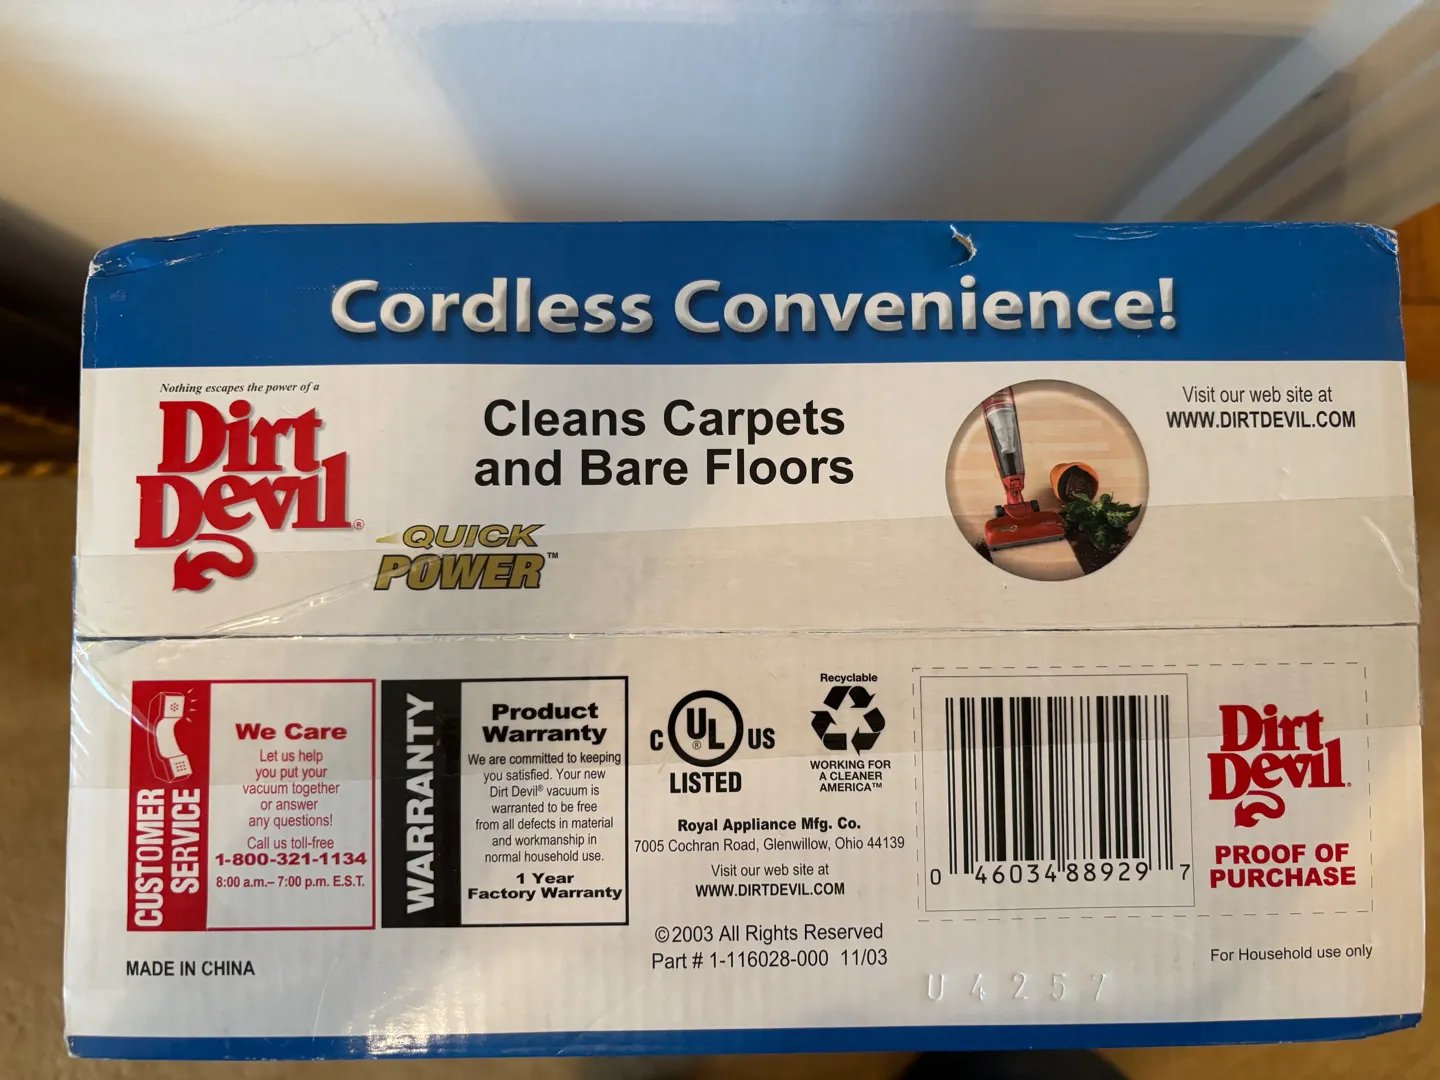 Cordless Convenience!
Nothing escapes the power of a
Dirt
Devil®
QUICK
POWER™
Cleans Carpets
and Bare Floors
Visit our web site at
WWW.DIRTDEVIL.COM
CUSTOMER
SERVICE
We Care
Let us help
you put your
vacuum together
or answer
any questions!
Call us toll-free
1-800-321-1134
8:00 a.m.– 7:00 p.m. E.S.T.
WARRANTY
Product
Warranty
We are committed to keeping
you satisfied. Your new
Dirt Devil® vacuum is
warranted to be free
from all defects in material
and workmanship in
normal household use.
1 Year
Factory Warranty
C UL® US
LISTED
Recyclable
WORKING FOR
A CLEANER
AMERICA™
Royal Appliance Mfg. Co.
7005 Cochran Road, Glenwillow, Ohio 44139
Visit our web site at
WWW.DIRTDEVIL.COM
©2003 All Rights Reserved
Part # 1-116028-000 11/03
0 46034 88929 7
Dirt
Devil®
PROOF OF
PURCHASE
MADE IN CHINA
For Household use only
U4257